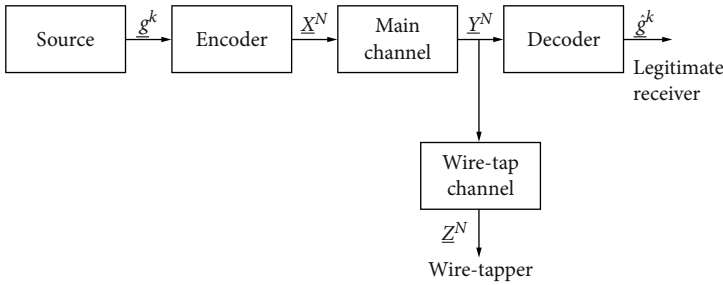 Source
g^k
Encoder
X^N
Main
channel
Y^N
Decoder
ĝ^k
Legitimate
receiver
Wire-tap
channel
Z^N
Wire-tapper